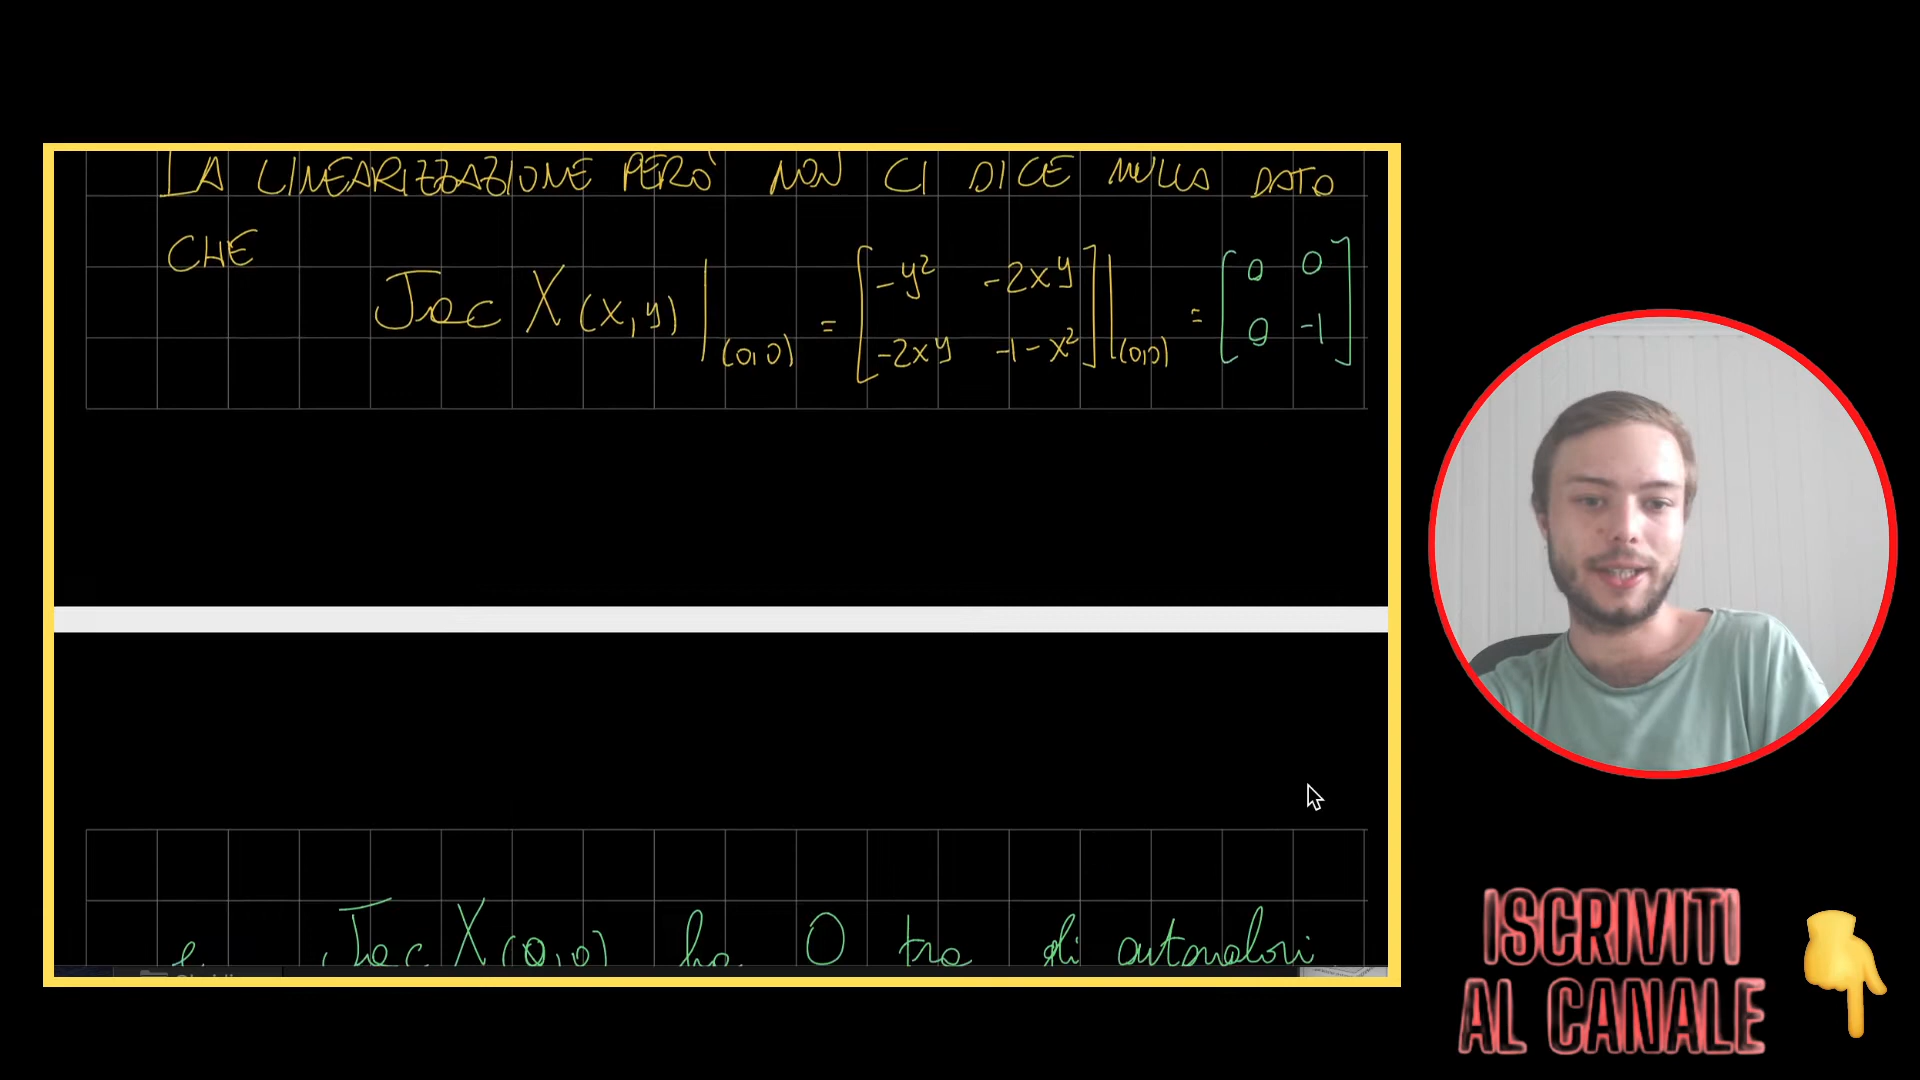 LA LINEARIZZAZIONE PERÒ NON CI DICE NULLA DATO
CHE
Jac X(x,y)|(0,0) = [-y² -2xy; -2xy -1-x²]|(0,0) = [0 0; 0 -1]
e Jac X(0,0) ha 0 tra gli autovalori
ISCRIVITI
AL CANALE